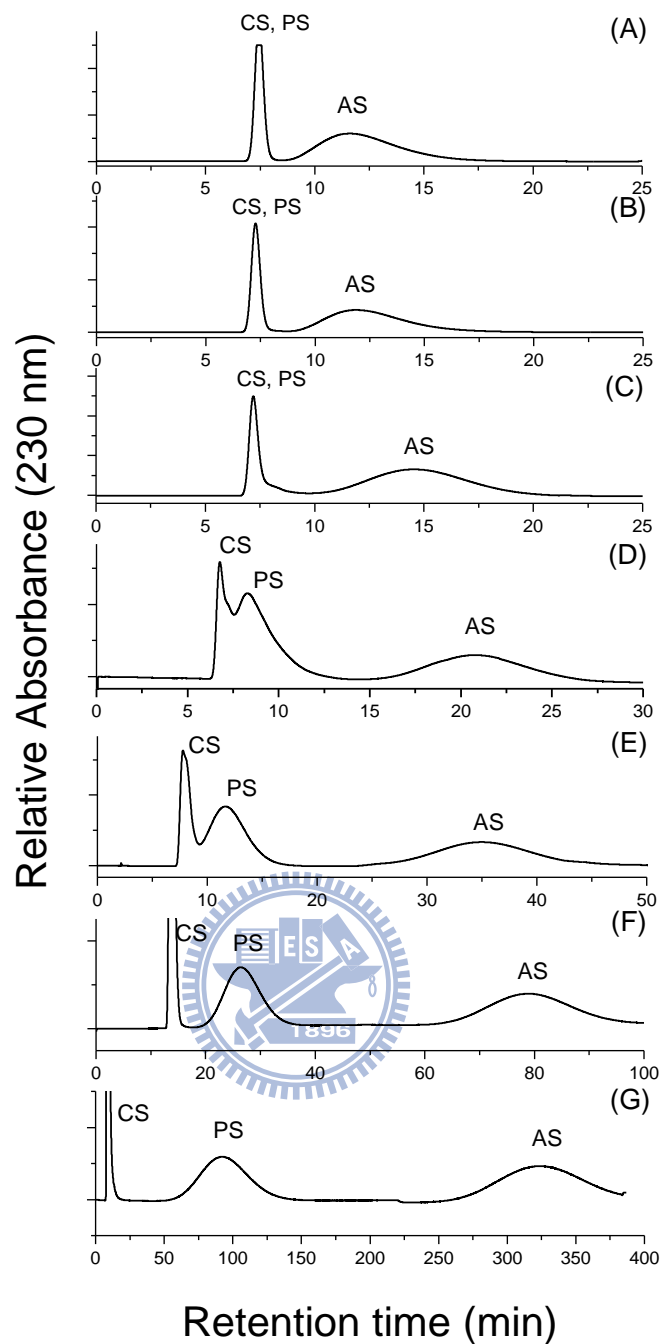 CS, PS
(A)
AS
0 5 10 15 20 25
CS, PS
(B)
AS
0 5 10 15 20 25
CS, PS
(C)
AS
0 5 10 15 20 25
CS
(D)
PS
AS
0 5 10 15 20 25 30
CS
(E)
PS
AS
0 10 20 30 40 50
CS
(F)
PS
AS
ESA
1896
0 20 40 60 80 100
CS
(G)
PS
AS
0 50 100 150 200 250 300 350 400
Relative Absorbance (230 nm)
Retention time (min)